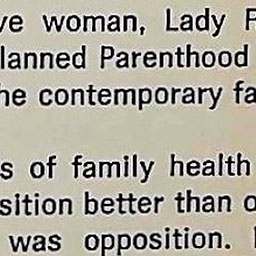 ve woman, Lady R
lanned Parenthood
he contemporary fa
s of family health
sition better than o
was opposition.